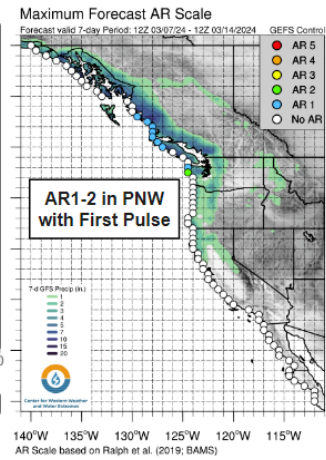 Maximum Forecast AR Scale
Forecast valid 7-day Period: 12Z 03/07/24 - 12Z 03/14/2024 GEFS Control
AR 5
AR 4
AR 3
AR 2
AR 1
No AR
AR1-2 in PNW
with First Pulse
7-d GFS Precip (in.)
1
2
3
4
5
7
10
15
20
Center for Western Weather
and Water Extremes
140°W 135°W 130°W 125°W 120°W 115°W
AR Scale based on Ralph et al. (2019; BAMS)